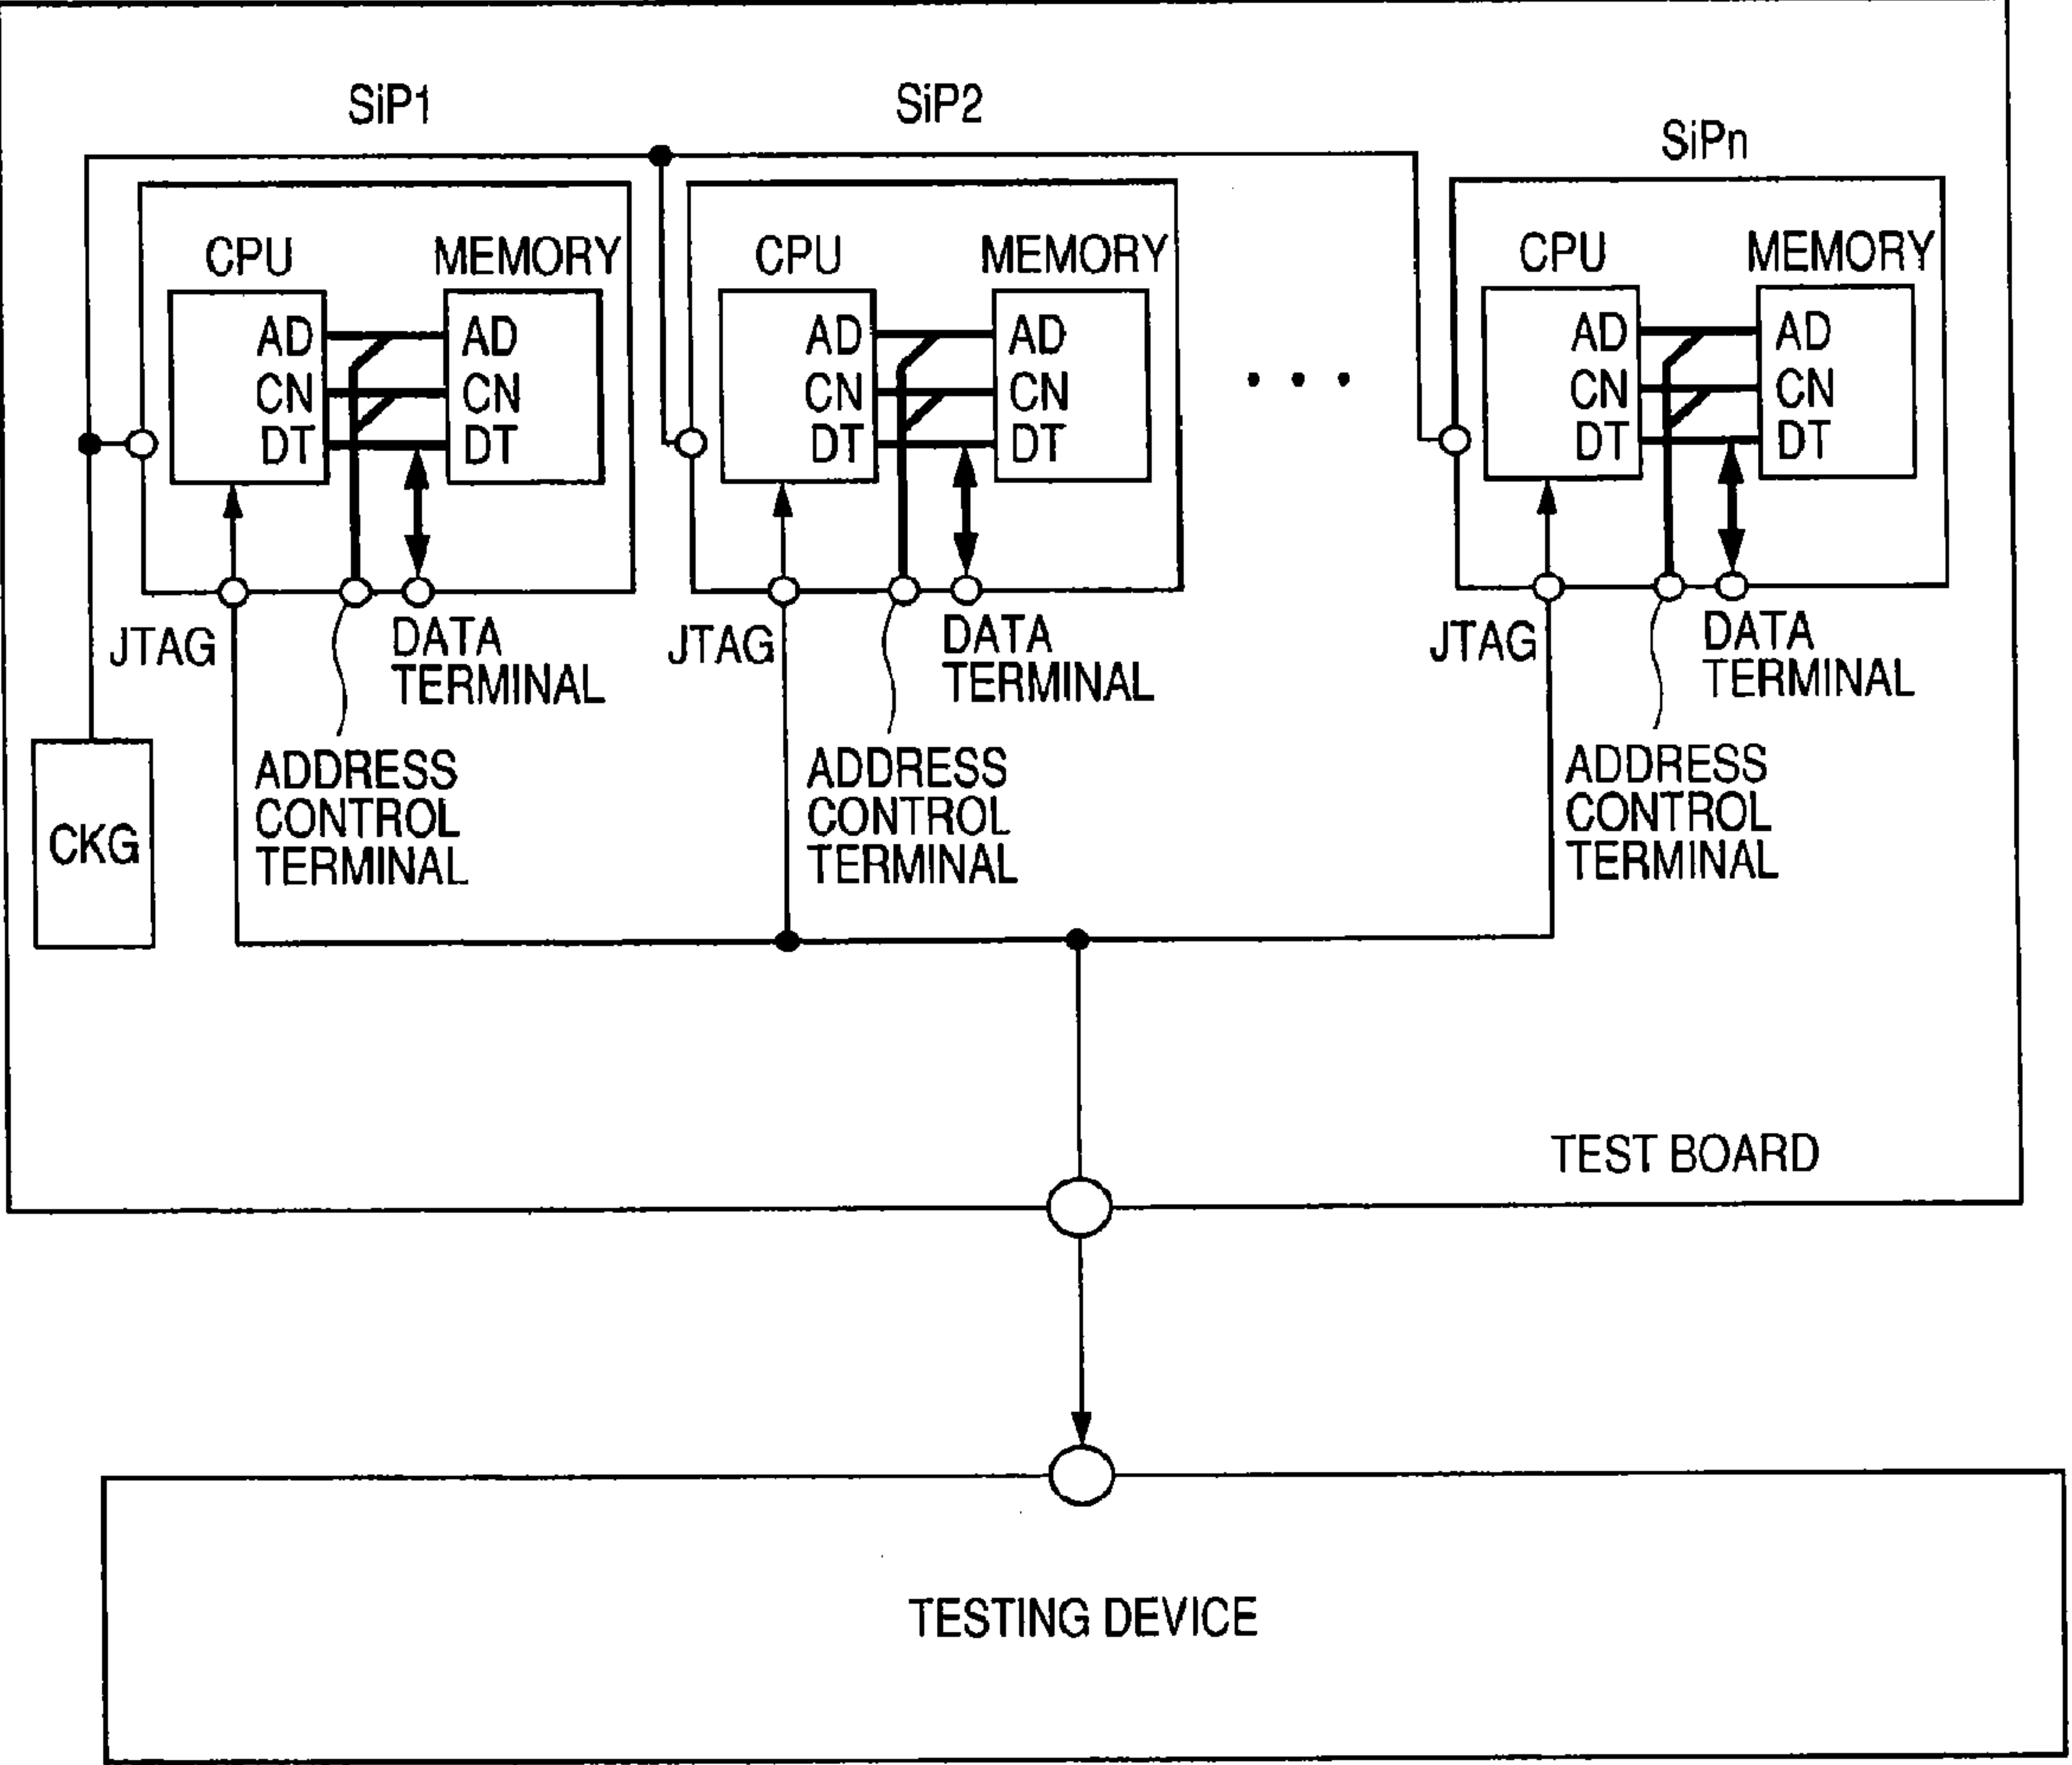 SiP1
SiP2
SiPn
CPU
MEMORY
AD
CN
DT
AD
CN
DT
JTAG
DATA
TERMINAL
ADDRESS
CONTROL
TERMINAL
CPU
MEMORY
AD
CN
DT
AD
CN
DT
JTAG
DATA
TERMINAL
ADDRESS
CONTROL
TERMINAL
• • •
CPU
MEMORY
AD
CN
DT
AD
CN
DT
JTAG
DATA
TERMINAL
ADDRESS
CONTROL
TERMINAL
CKG
TEST BOARD
TESTING DEVICE